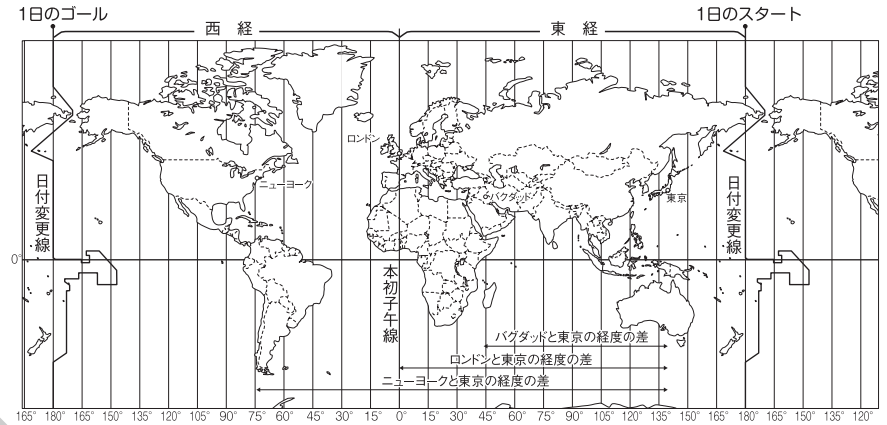 1日のゴール
1日のスタート
西 経
東 経
ロンドン
ニューヨーク
バグダッド
東京
日付変更線
日付変更線
0°
本初子午線
バグダッドと東京の経度の差
ロンドンと東京の経度の差
ニューヨークと東京の経度の差
165° 180° 165° 150° 135° 120° 105° 90° 75° 60° 45° 30° 15° 0° 15° 30° 45° 60° 75° 90° 105° 120° 135° 150° 165° 180° 165° 150° 135° 120°